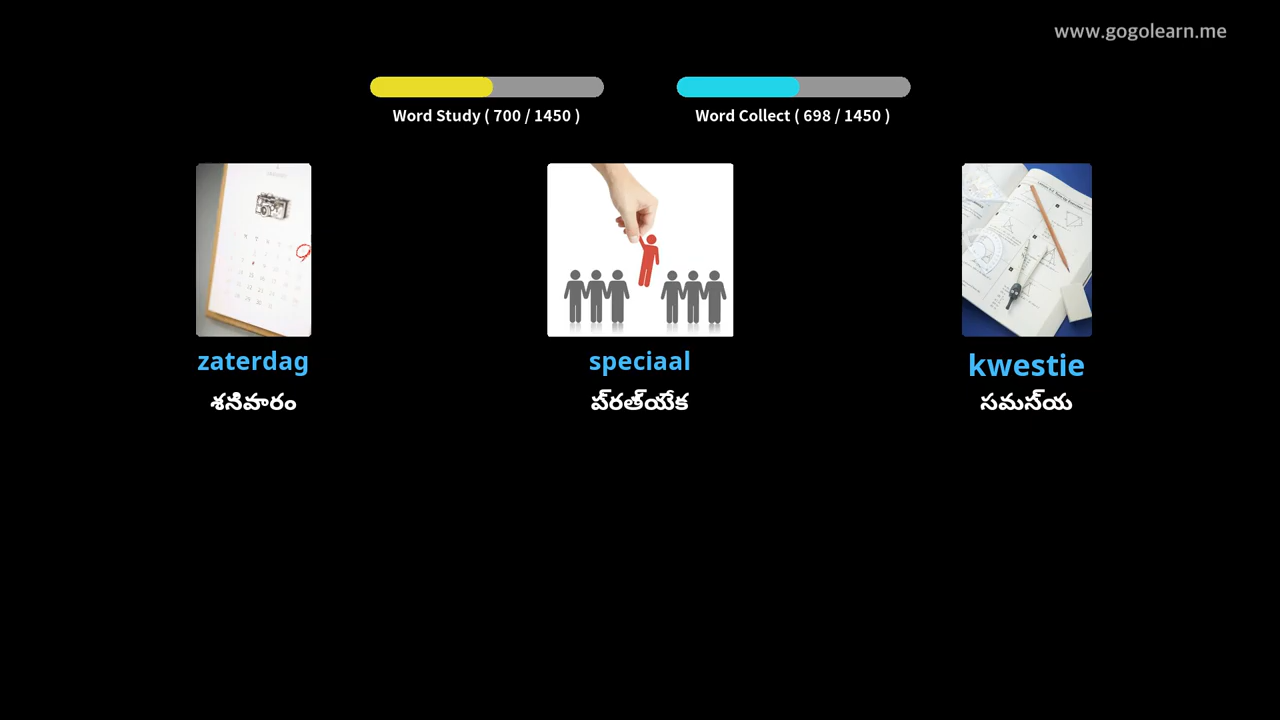 www.gogolearn.me
Word Study ( 700 / 1450 )
Word Collect ( 698 / 1450 )
zaterdag
speciaal
kwestie
శనివారం
ప్రత్యేక
సమస్య